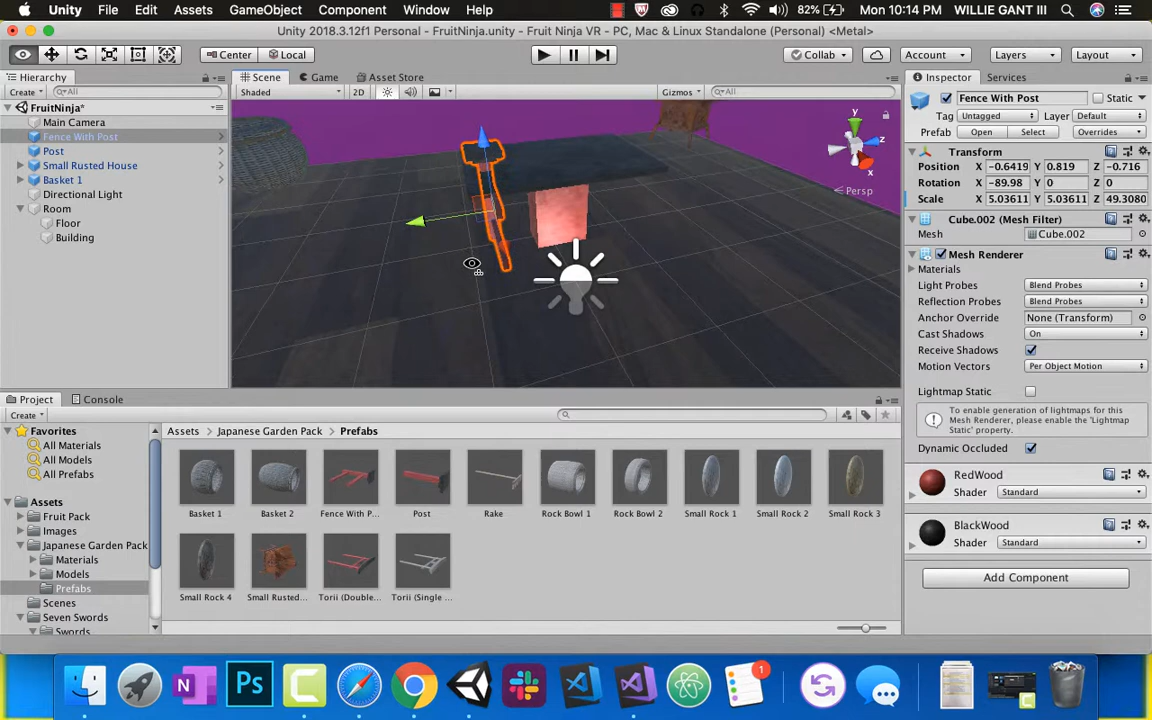 Unity File Edit Assets GameObject Component Window Help 82% Mon 10:14 PM WILLIE GANT III
Unity 2018.3.12f1 Personal - FruitNinja.unity - Fruit Ninja VR - PC, Mac & Linux Standalone (Personal) <Metal>
Center Local Collab Account Layers Layout
Hierarchy Scene Game Asset Store Inspector Services
Create All Shaded 2D Gizmos All Fence With Post Static
FruitNinja*
Main Camera
Fence With Post
Post
Small Rusted House
Basket 1
Directional Light
Room
Floor
Building
y
z
x
Persp
Tag Untagged Layer Default
Prefab Open Select Overrides
Transform
Position X -0.6419 Y 0.819 Z -0.716
Rotation X -89.98 Y 0 Z 0
Scale X 5.03611 Y 5.03611 Z 49.3080
Cube.002 (Mesh Filter)
Mesh Cube.002
Mesh Renderer
Materials
Light Probes Blend Probes
Reflection Probes Blend Probes
Anchor Override None (Transform)
Cast Shadows On
Receive Shadows
Motion Vectors Per Object Motion
Lightmap Static
To enable generation of lightmaps for this
Mesh Renderer, please enable the 'Lightmap
Static' property.
Dynamic Occluded
RedWood
Shader Standard
BlackWood
Shader Standard
Add Component
Project Console
Create
Favorites
All Materials
All Models
All Prefabs
Assets
Fruit Pack
Images
Japanese Garden Pack
Materials
Models
Prefabs
Scenes
Seven Swords
Swords
Assets Japanese Garden Pack Prefabs
Basket 1 Basket 2 Fence With P... Post Rake Rock Bowl 1 Rock Bowl 2 Small Rock 1 Small Rock 2 Small Rock 3
Small Rock 4 Small Rusted... Torii (Double... Torii (Single ...
N Ps C 1